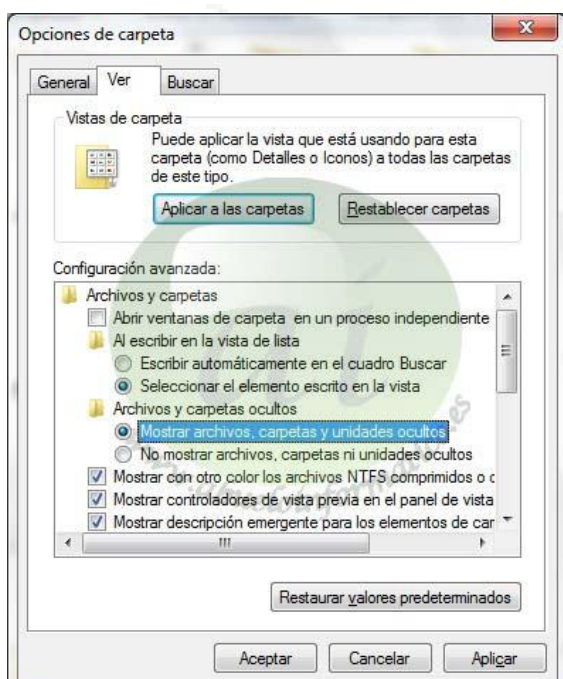 Opciones de carpeta
General Ver Buscar
Vistas de carpeta
Puede aplicar la vista que está usando para esta
carpeta (como Detalles o Iconos) a todas las carpetas
de este tipo.
Aplicar a las carpetas Restablecer carpetas
Configuración avanzada:
Archivos y carpetas
Abrir ventanas de carpeta en un proceso independiente
Al escribir en la vista de lista
Escribir automáticamente en el cuadro Buscar
Seleccionar el elemento escrito en la vista
Archivos y carpetas ocultos
Mostrar archivos, carpetas y unidades ocultos
No mostrar archivos, carpetas ni unidades ocultos
Mostrar con otro color los archivos NTFS comprimidos o c
Mostrar controladores de vista previa en el panel de vista
Mostrar descripción emergente para los elementos de car
Restaurar valores predeterminados
Aceptar Cancelar Aplicar